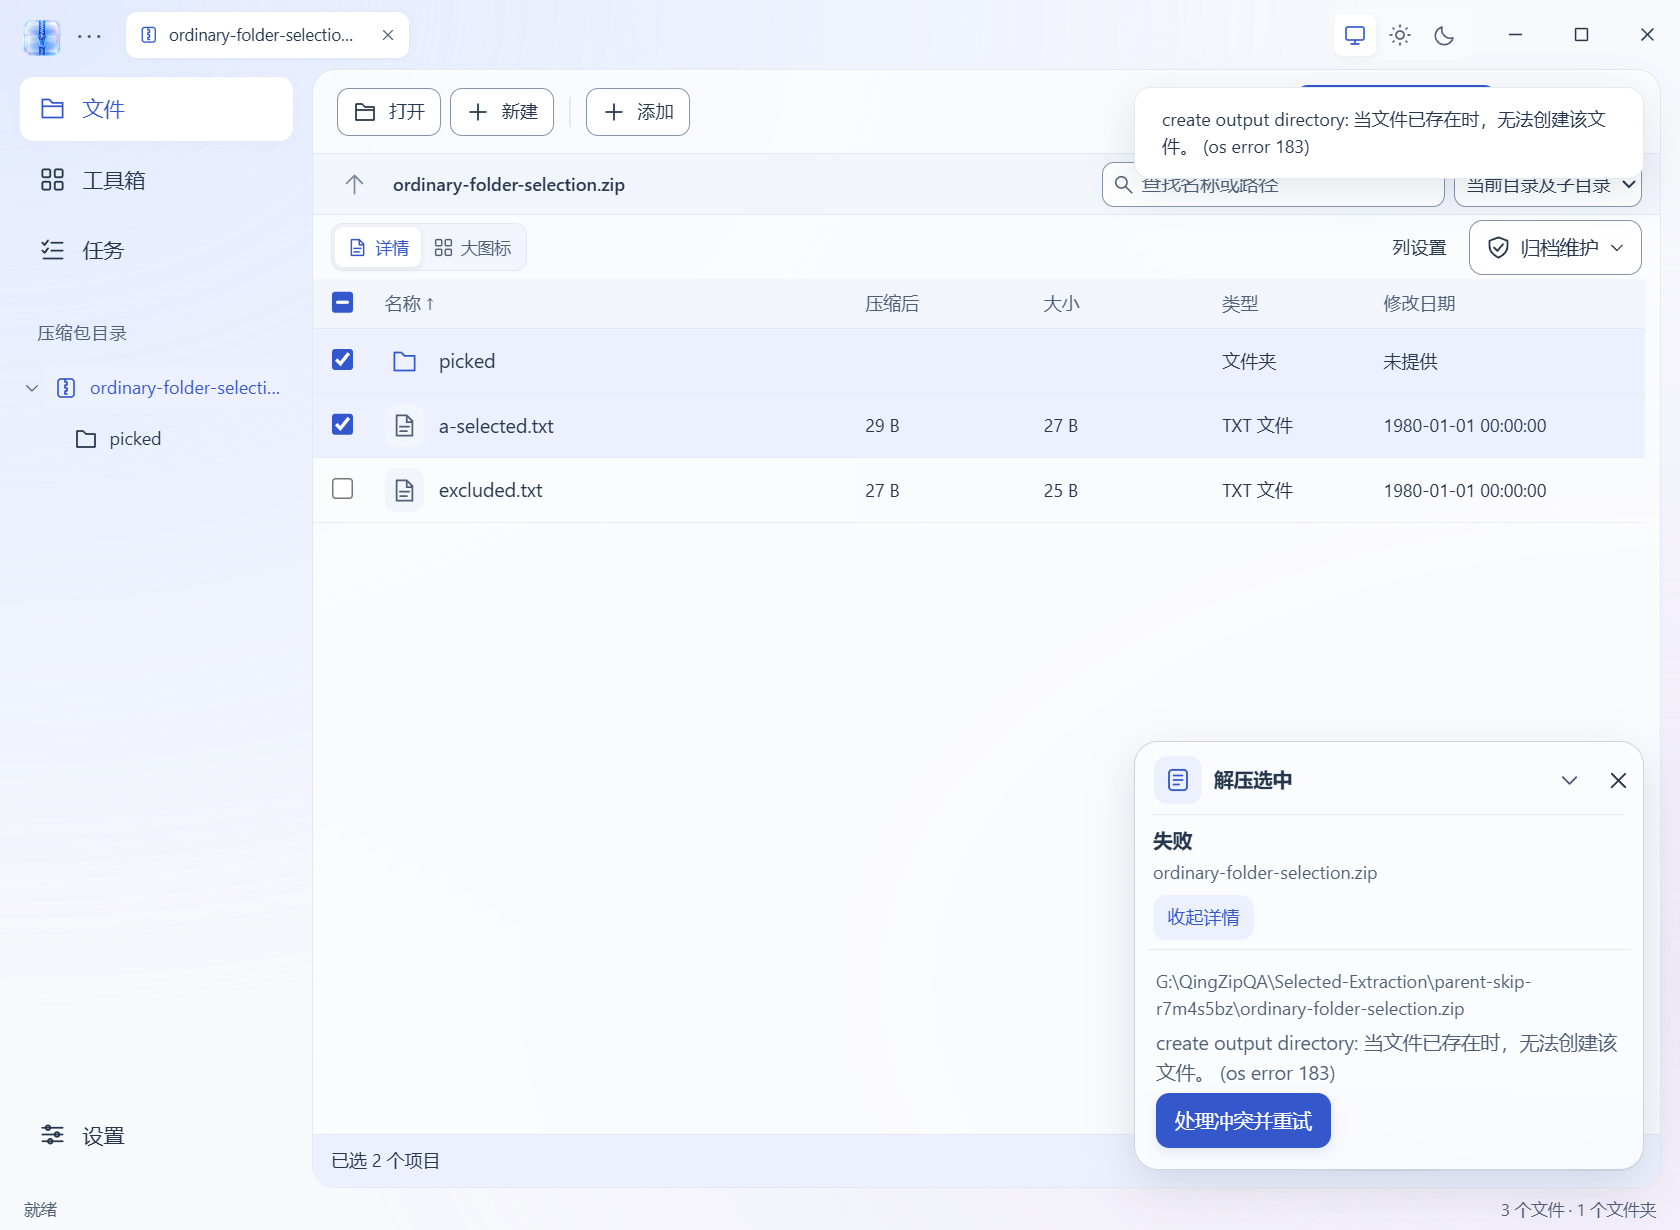 ordinary-folder-selectio...
文件
工具箱
任务
压缩包目录
ordinary-folder-selecti...
picked
设置
就绪
打开
新建
添加
create output directory: 当文件已存在时，无法创建该文
件。 (os error 183)
ordinary-folder-selection.zip
查找名称或路径
当前目录及子目录
详情
大图标
列设置
归档维护
名称 ↑ 压缩后 大小 类型 修改日期
picked 文件夹 未提供
a-selected.txt 29 B 27 B TXT 文件 1980-01-01 00:00:00
excluded.txt 27 B 25 B TXT 文件 1980-01-01 00:00:00
解压选中
失败
ordinary-folder-selection.zip
收起详情
G:\QingZipQA\Selected-Extraction\parent-skip-
r7m4s5bz\ordinary-folder-selection.zip
create output directory: 当文件已存在时，无法创建该
文件。 (os error 183)
处理冲突并重试
已选 2 个项目
3 个文件 · 1 个文件夹